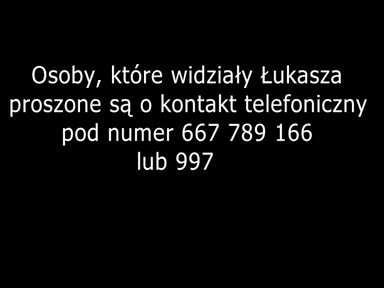 Osoby, które widziały Łukasza
proszone są o kontakt telefoniczny
pod numer 667 789 166
lub 997